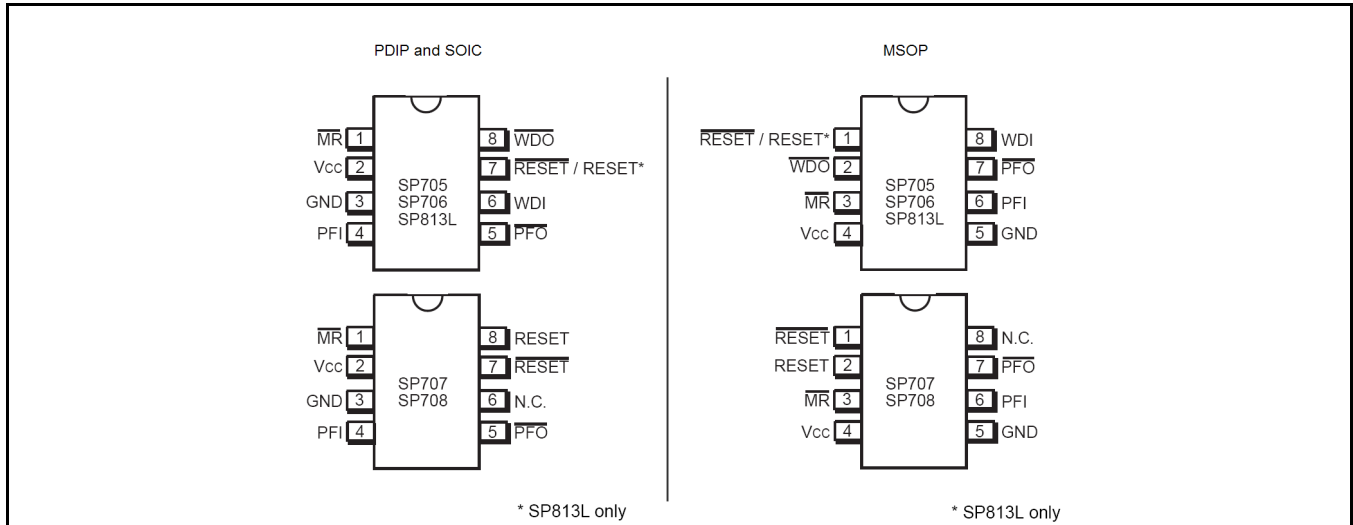 PDIP and SOIC
MR 1
Vcc 2
GND 3
PFI 4
SP705
SP706
SP813L
8 WDO
7 RESET / RESET*
6 WDI
5 PFO
MR 1
Vcc 2
GND 3
PFI 4
SP707
SP708
8 RESET
7 RESET
6 N.C.
5 PFO
* SP813L only
MSOP
RESET / RESET* 1
WDO 2
MR 3
Vcc 4
SP705
SP706
SP813L
8 WDI
7 PFO
6 PFI
5 GND
RESET 1
RESET 2
MR 3
Vcc 4
SP707
SP708
8 N.C.
7 PFO
6 PFI
5 GND
* SP813L only